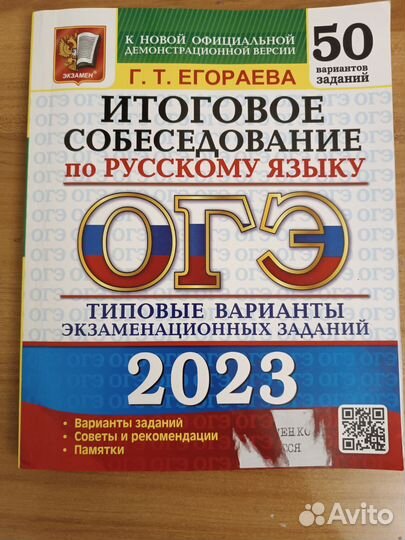 К НОВОЙ ОФИЦИАЛЬНОЙ
ДЕМОНСТРАЦИОННОЙ ВЕРСИИ
50
вариантов
заданий
ЭКЗАМЕН
Г. Т. ЕГОРАЕВА
ИТОГОВОЕ
СОБЕСЕДОВАНИЕ
по РУССКОМУ ЯЗЫКУ
ОГЭ
ТИПОВЫЕ ВАРИАНТЫ
ЭКЗАМЕНАЦИОННЫХ ЗАДАНИЙ
2023
• Варианты заданий
• Советы и рекомендации
• Памятки
Avito